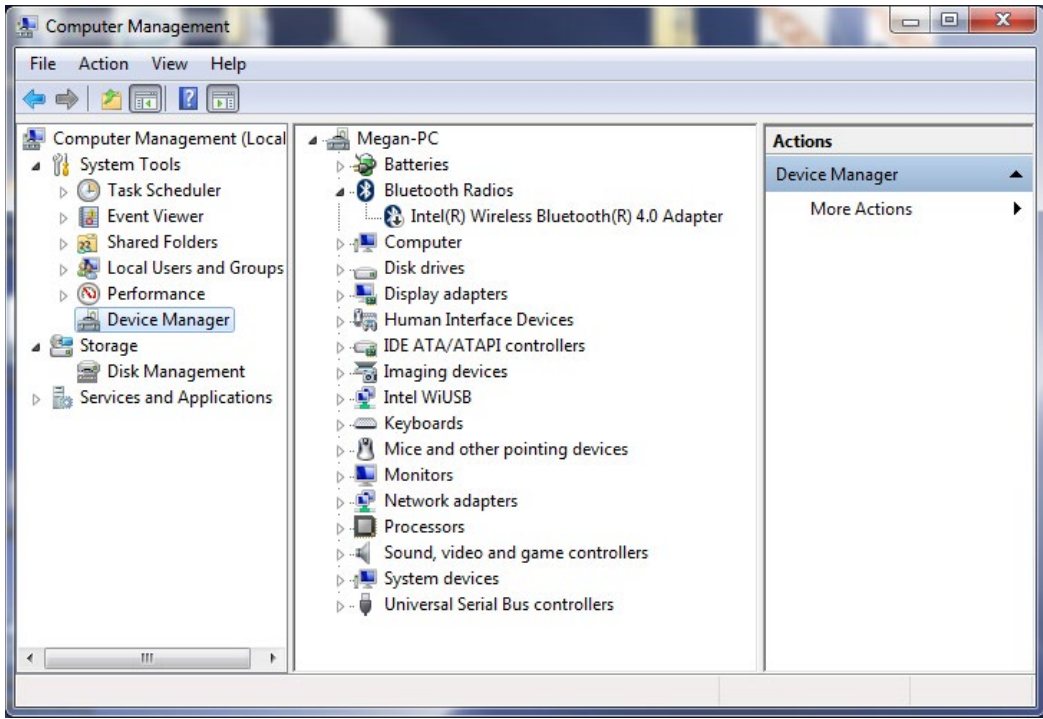 Computer Management
File Action View Help
Computer Management (Local
System Tools
Task Scheduler
Event Viewer
Shared Folders
Local Users and Groups
Performance
Device Manager
Storage
Disk Management
Services and Applications
Megan-PC
Batteries
Bluetooth Radios
Intel(R) Wireless Bluetooth(R) 4.0 Adapter
Computer
Disk drives
Display adapters
Human Interface Devices
IDE ATA/ATAPI controllers
Imaging devices
Intel WiUSB
Keyboards
Mice and other pointing devices
Monitors
Network adapters
Processors
Sound, video and game controllers
System devices
Universal Serial Bus controllers
Actions
Device Manager
More Actions